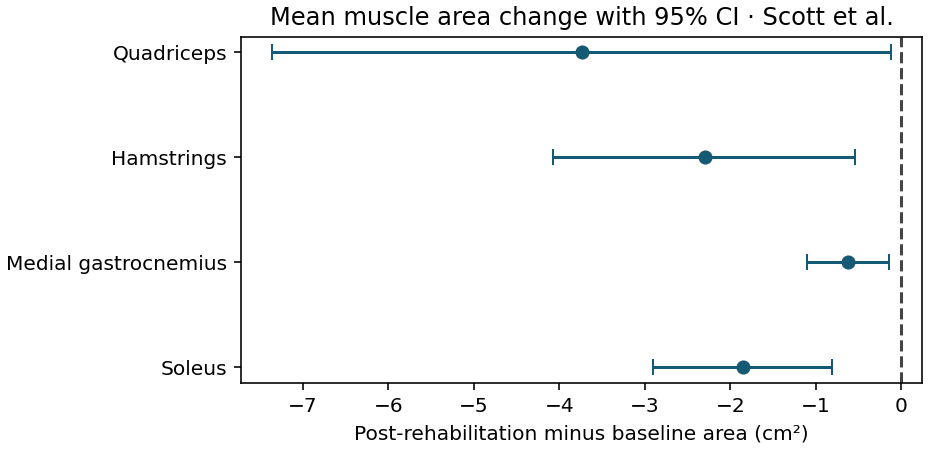 Mean muscle area change with 95% CI · Scott et al.
Quadriceps
Hamstrings
Medial gastrocnemius
Soleus
−7 −6 −5 −4 −3 −2 −1 0
Post-rehabilitation minus baseline area (cm²)